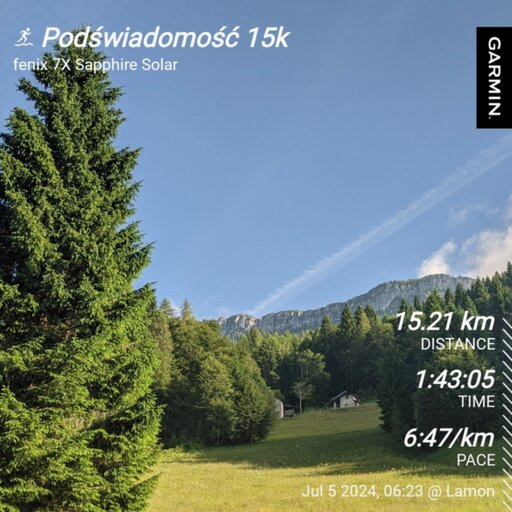 Podświadomość 15k
fenix 7X Sapphire Solar
GARMIN.
15.21 km
DISTANCE
1:43:05
TIME
6:47/km
PACE
Jul 5 2024, 06:23 @ Lamon